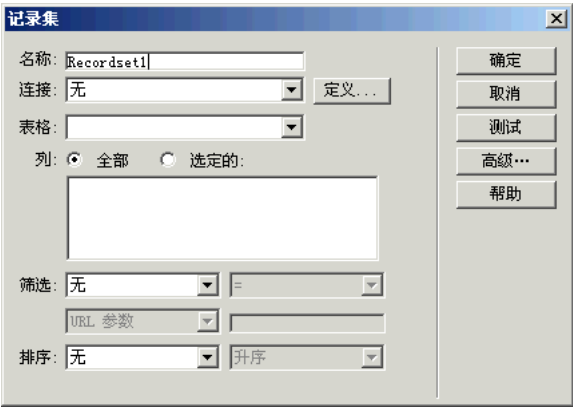 记录集
名称: Recordset1
确定
连接: 无 定义...
取消
表格:
测试
列: 全部 选定的:
高级…
帮助
筛选: 无 =
URL 参数
排序: 无 升序